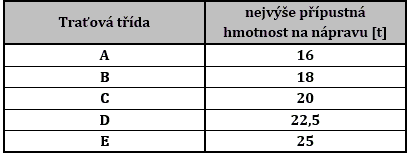 Traťová třída
nejvýše přípustná
hmotnost na nápravu [t]
A 16
B 18
C 20
D 22,5
E 25